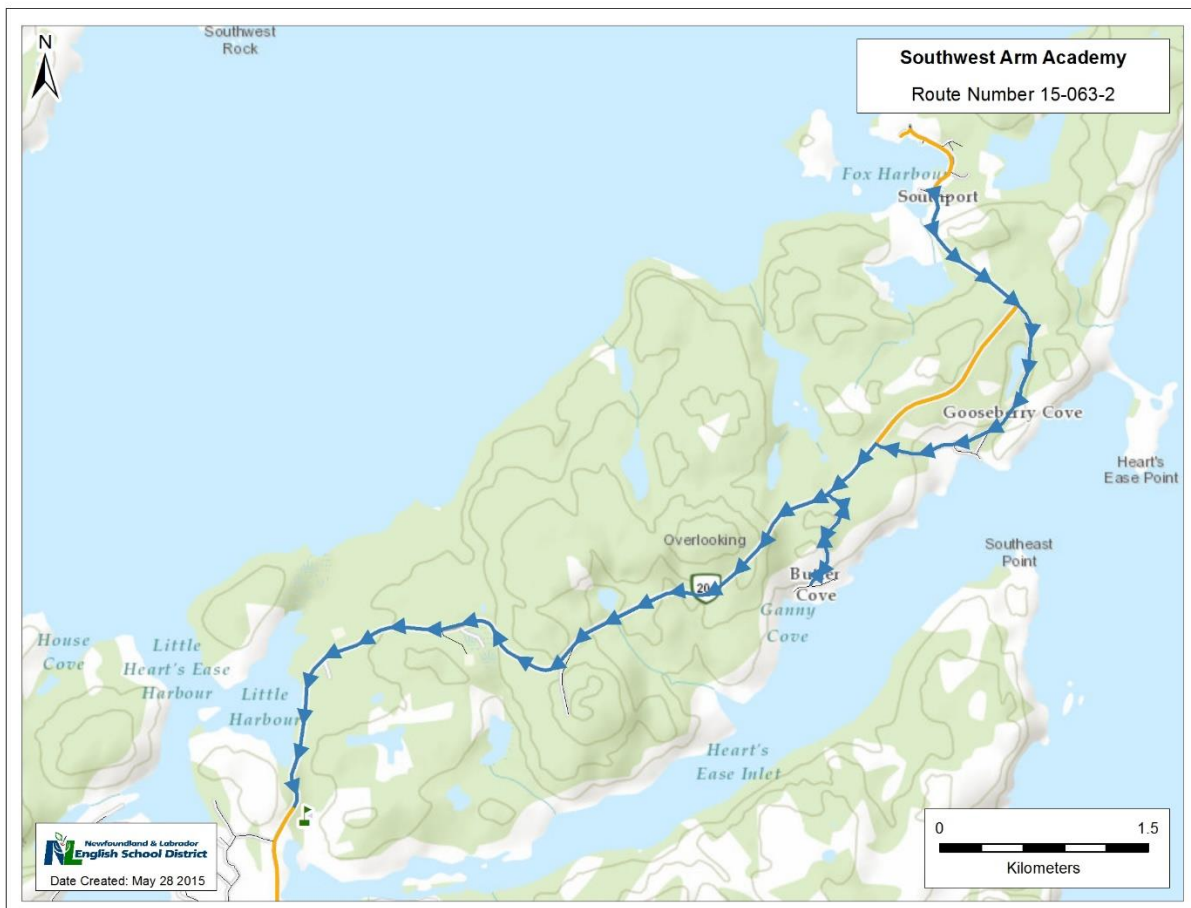 Southwest
Rock
N
Southwest Arm Academy
Route Number 15-063-2
Fox Harbour
Southport
Gooseberry Cove
Heart's
Ease Point
Overlooking
Southeast
Point
20
Cove
Ganny
Cove
House
Cove
Little
Heart's Ease
Harbour
Little
Harbour
Heart's
Ease Inlet
NL
Newfoundland & Labrador
English School District
Date Created: May 28 2015
0
1.5
Kilometers